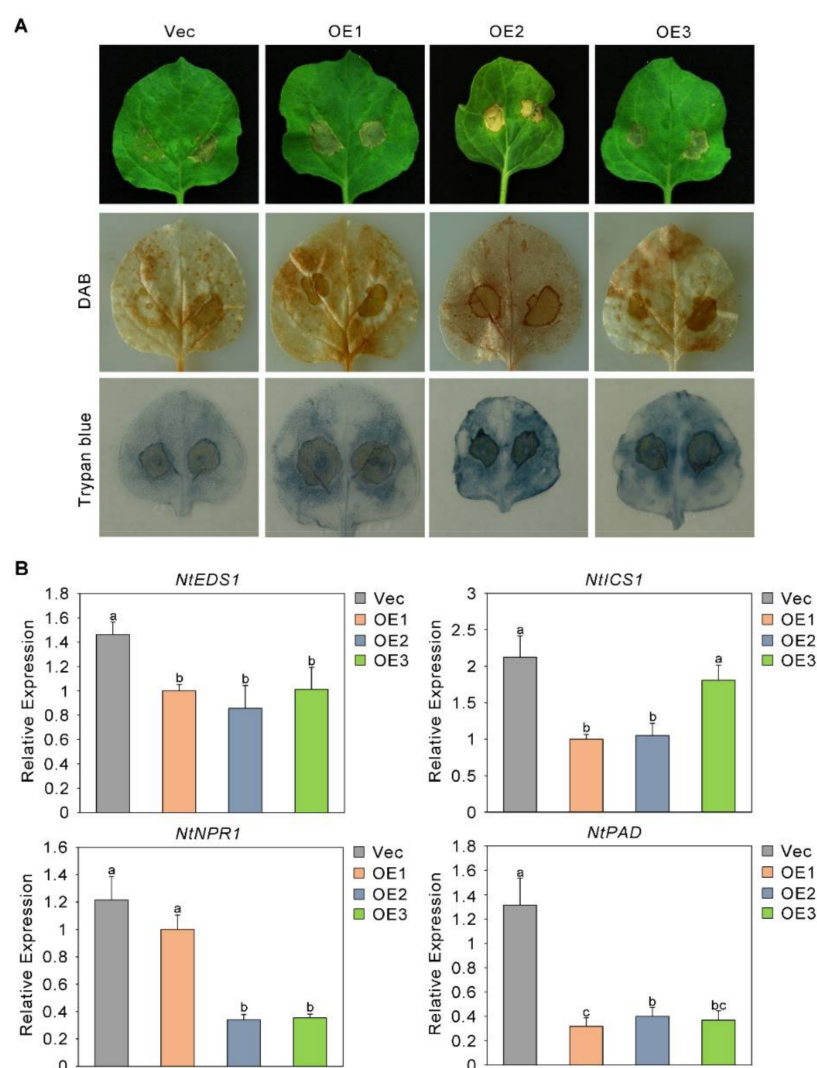 A
Vec OE1 OE2 OE3
DAB
Trypan blue
B
NtEDS1
Relative Expression
1.8
1.6
1.4
1.2
1
0.8
0.6
0.4
0.2
0
a b b b
Vec
OE1
OE2
OE3
NtICS1
Relative Expression
3
2.5
2
1.5
1
0.5
0
a b b a
Vec
OE1
OE2
OE3
NtNPR1
Relative Expression
1.6
1.4
1.2
1
0.8
0.6
0.4
0.2
0
a a b b
Vec
OE1
OE2
OE3
NtPAD
Relative Expression
1.8
1.6
1.4
1.2
1
0.8
0.6
0.4
0.2
0
a c b bc
Vec
OE1
OE2
OE3